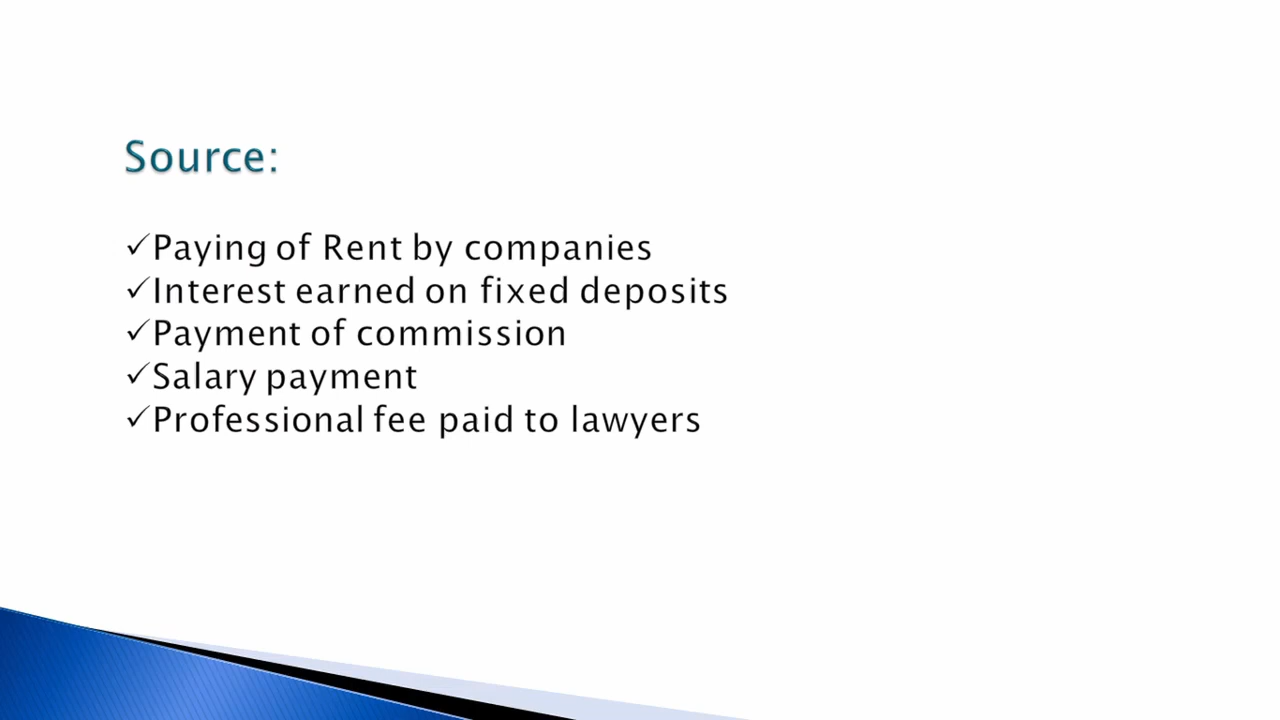 Source:
✓Paying of Rent by companies
✓Interest earned on fixed deposits
✓Payment of commission
✓Salary payment
✓Professional fee paid to lawyers